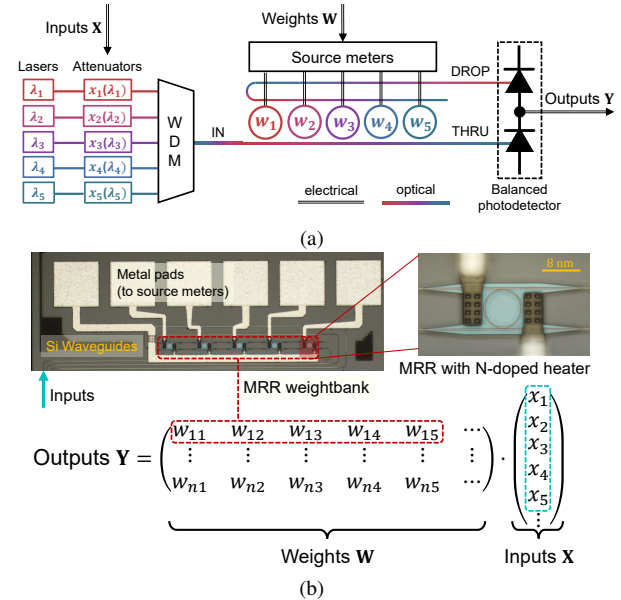 Inputs X
Weights W
Lasers
Attenuators
Source meters
λ₁
x₁(λ₁)
λ₂
x₂(λ₂)
λ₃
x₃(λ₃)
λ₄
x₄(λ₄)
λ₅
x₅(λ₅)
W
D
M
IN
w₁
w₂
w₃
w₄
w₅
DROP
THRU
Outputs Y
electrical
optical
Balanced
photodetector
(a)
Metal pads
(to source meters)
Si Waveguides
Inputs
8 nm
MRR with N-doped heater
MRR weightbank
Outputs Y = ( w₁₁ w₁₂ w₁₃ w₁₄ w₁₅ ⋯
⋮ ⋮ ⋮ ⋮ ⋮
wₙ₁ wₙ₂ wₙ₃ wₙ₄ wₙ₅ ⋯ ) ·
( x₁
x₂
x₃
x₄
x₅
⋮ )
Weights W
Inputs X
(b)